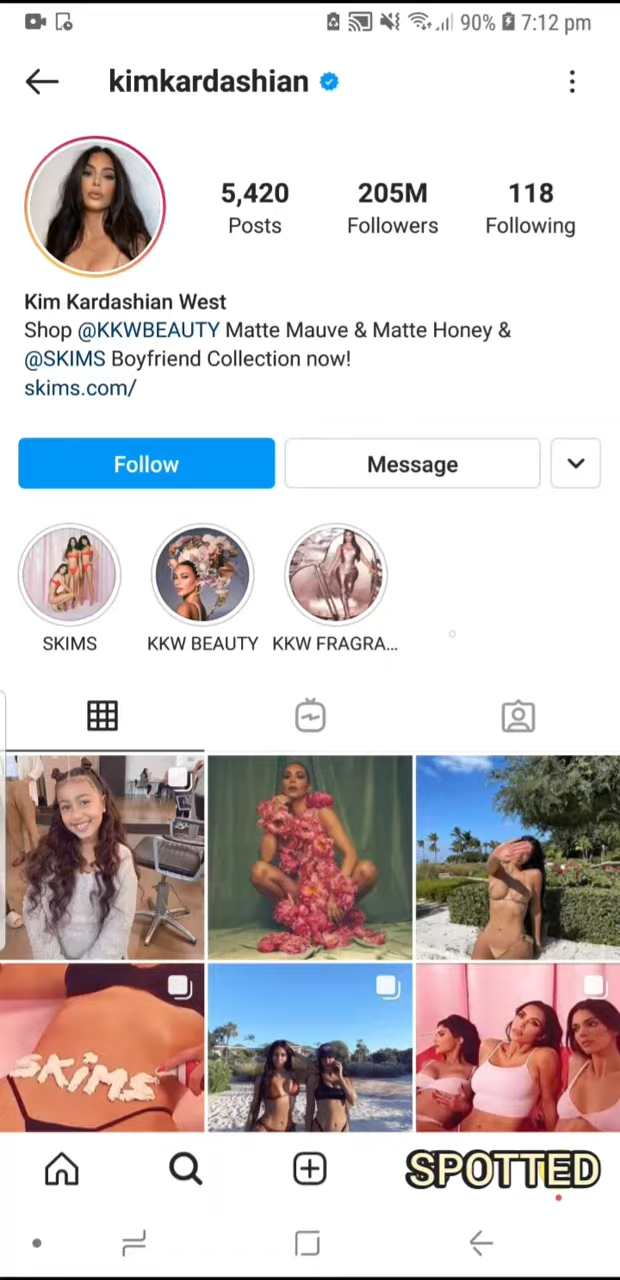 90% 7:12 pm
kimkardashian
5,420 205M 118
Posts Followers Following
Kim Kardashian West
Shop @KKWBEAUTY Matte Mauve & Matte Honey &
@SKIMS Boyfriend Collection now!
skims.com/
Follow Message
SKIMS KKW BEAUTY KKW FRAGRA...
SKIMS
SPOTTED